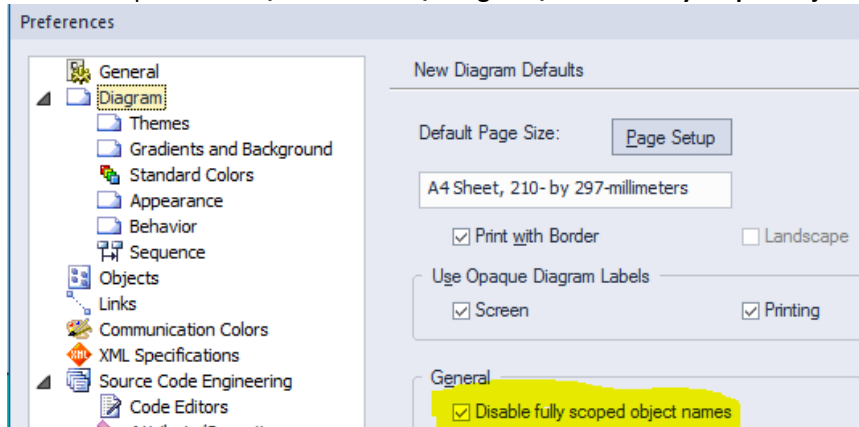 Preferences
General
Diagram
Themes
Gradients and Background
Standard Colors
Appearance
Behavior
Sequence
Objects
Links
Communication Colors
XML Specifications
Source Code Engineering
Code Editors
New Diagram Defaults
Default Page Size: Page Setup
A4 Sheet, 210- by 297-millimeters
Print with Border Landscape
Use Opaque Diagram Labels
Screen Printing
General
Disable fully scoped object names